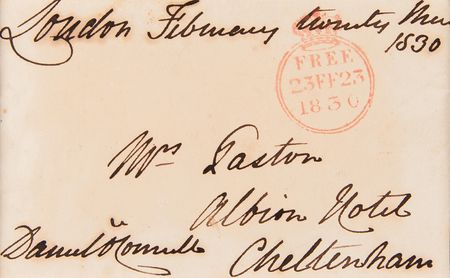 London February twenty three
1830
FREE
23FE23
1830
Mrs Gaston
Albion Hotel
Daniel O'Connell
Cheltenham